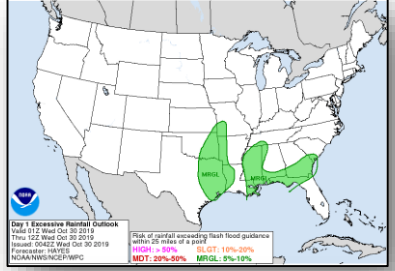 MRGL
MRGL
noaa
Day 1 Excessive Rainfall Outlook
Valid 01Z Wed Oct 30 2019
Thru 12Z Wed Oct 30 2019
Issued: 0042Z Wed Oct 30 2019
Forecaster: HAYES
NOAA/NWS/NCEP/WPC
Risk of rainfall exceeding flash flood guidance
within 25 miles of a point
HIGH: > 50% SLGT: 10%-20%
MDT: 20%-50% MRGL: 5%-10%